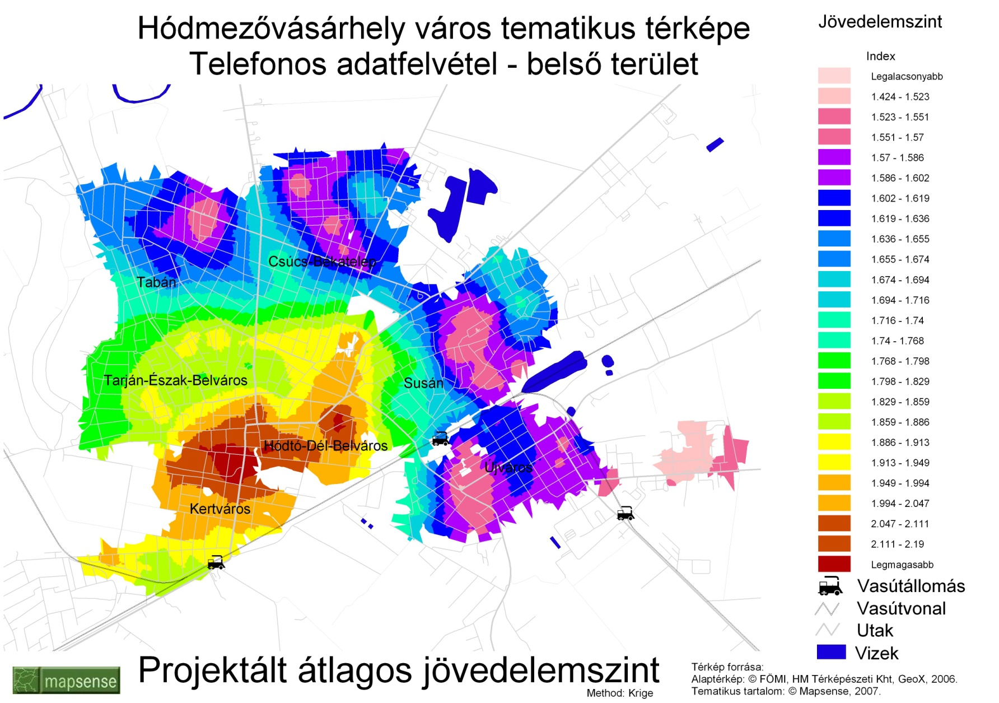 Hódmezővásárhely város tematikus térképe
Telefonos adatfelvétel - belső terület
Jövedelemszint
Index
Legalacsonyabb
1.424 - 1.523
1.523 - 1.551
1.551 - 1.57
1.57 - 1.586
1.586 - 1.602
1.602 - 1.619
1.619 - 1.636
1.636 - 1.655
1.655 - 1.674
1.674 - 1.694
1.694 - 1.716
1.716 - 1.74
1.74 - 1.768
1.768 - 1.798
1.798 - 1.829
1.829 - 1.859
1.859 - 1.886
1.886 - 1.913
1.913 - 1.949
1.949 - 1.994
1.994 - 2.047
2.047 - 2.111
2.111 - 2.19
Legmagasabb
Vasútállomás
Vasútvonal
Utak
Vizek
Csúcs-Békatelep
Tabán
Tarján-Észak-Belváros
Susán
Hódtó-Dél-Belváros
Újváros
Kertváros
mapsense
Projektált átlagos jövedelemszint
Method: Krige
Térkép forrása:
Alaptérkép: © FÖMI, HM Térképészeti Kht, GeoX, 2006.
Tematikus tartalom: © Mapsense, 2007.